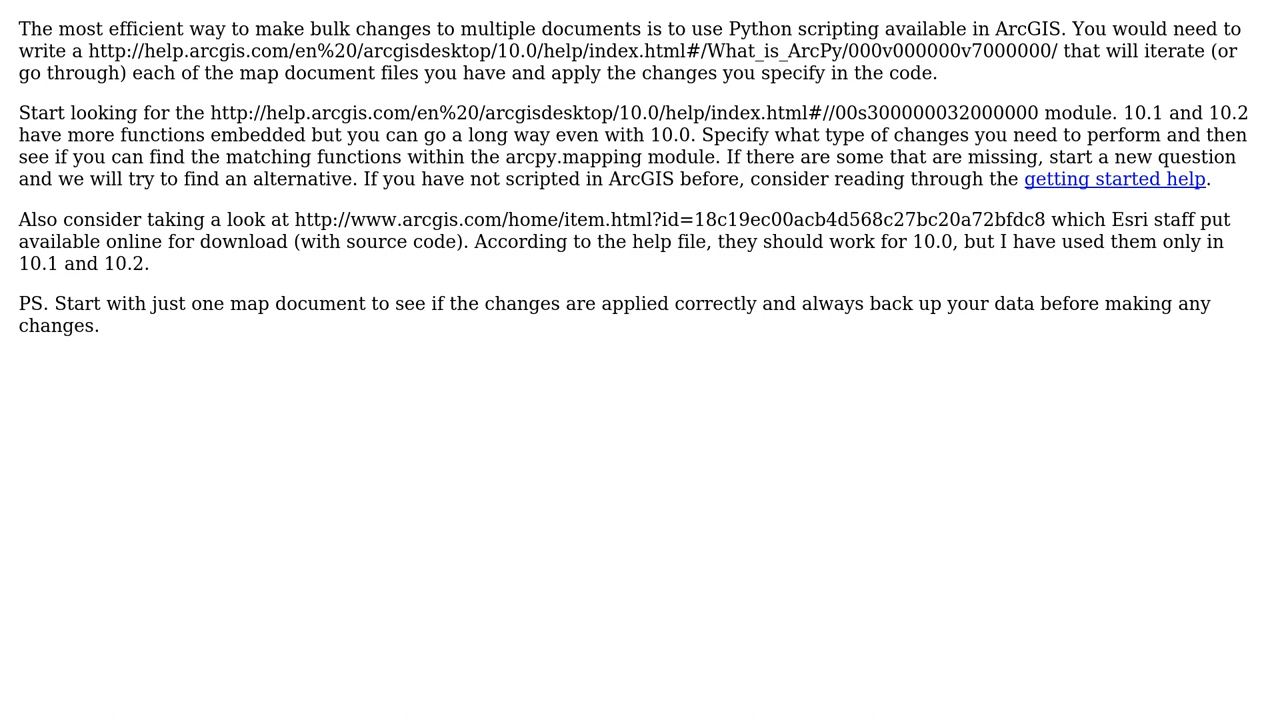 The most efficient way to make bulk changes to multiple documents is to use Python scripting available in ArcGIS. You would need to
write a http://help.arcgis.com/en%20/arcgisdesktop/10.0/help/index.html#/What_is_ArcPy/000v000000v7000000/ that will iterate (or
go through) each of the map document files you have and apply the changes you specify in the code.
Start looking for the http://help.arcgis.com/en%20/arcgisdesktop/10.0/help/index.html#//00s300000032000000 module. 10.1 and 10.2
have more functions embedded but you can go a long way even with 10.0. Specify what type of changes you need to perform and then
see if you can find the matching functions within the arcpy.mapping module. If there are some that are missing, start a new question
and we will try to find an alternative. If you have not scripted in ArcGIS before, consider reading through the getting started help.
Also consider taking a look at http://www.arcgis.com/home/item.html?id=18c19ec00acb4d568c27bc20a72bfdc8 which Esri staff put
available online for download (with source code). According to the help file, they should work for 10.0, but I have used them only in
10.1 and 10.2.
PS. Start with just one map document to see if the changes are applied correctly and always back up your data before making any
changes.